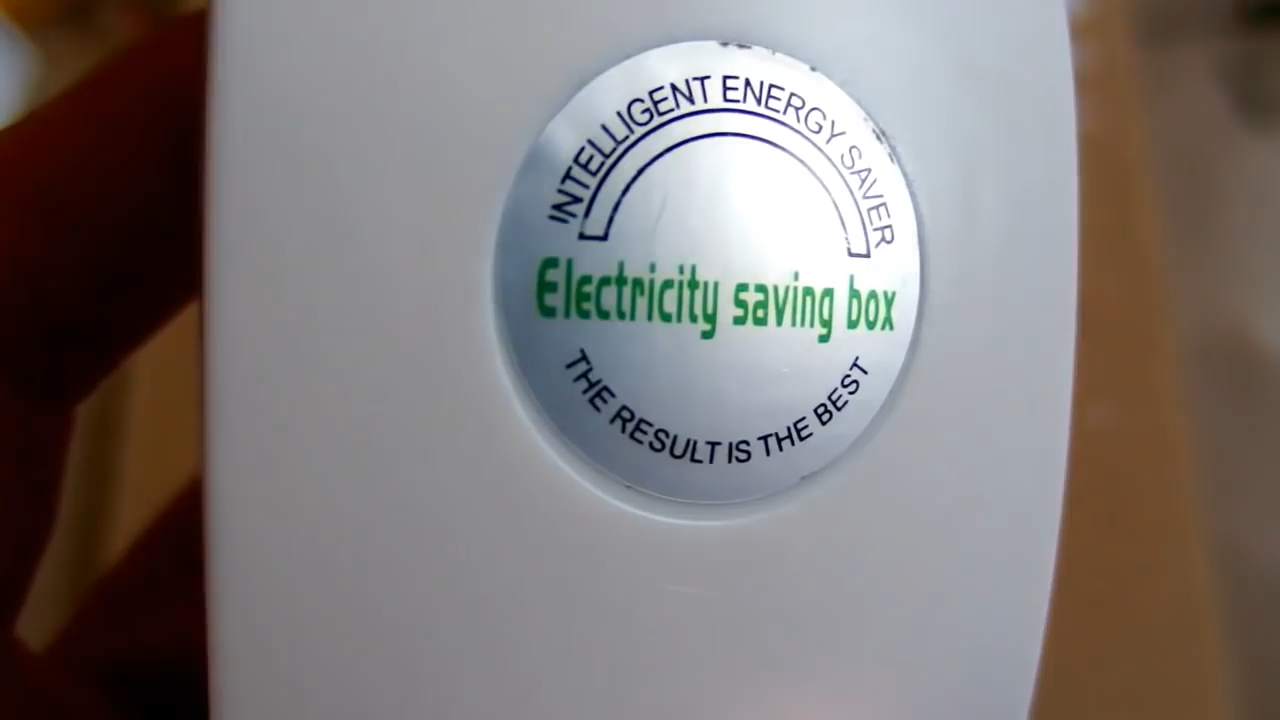 INTELLIGENT ENERGY SAVER
Electricity saving box
THE RESULT IS THE BEST